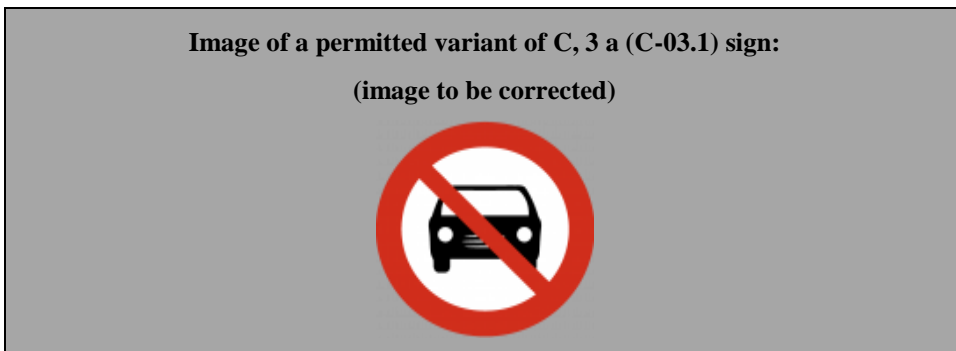 Image of a permitted variant of C, 3 a (C-03.1) sign:
(image to be corrected)